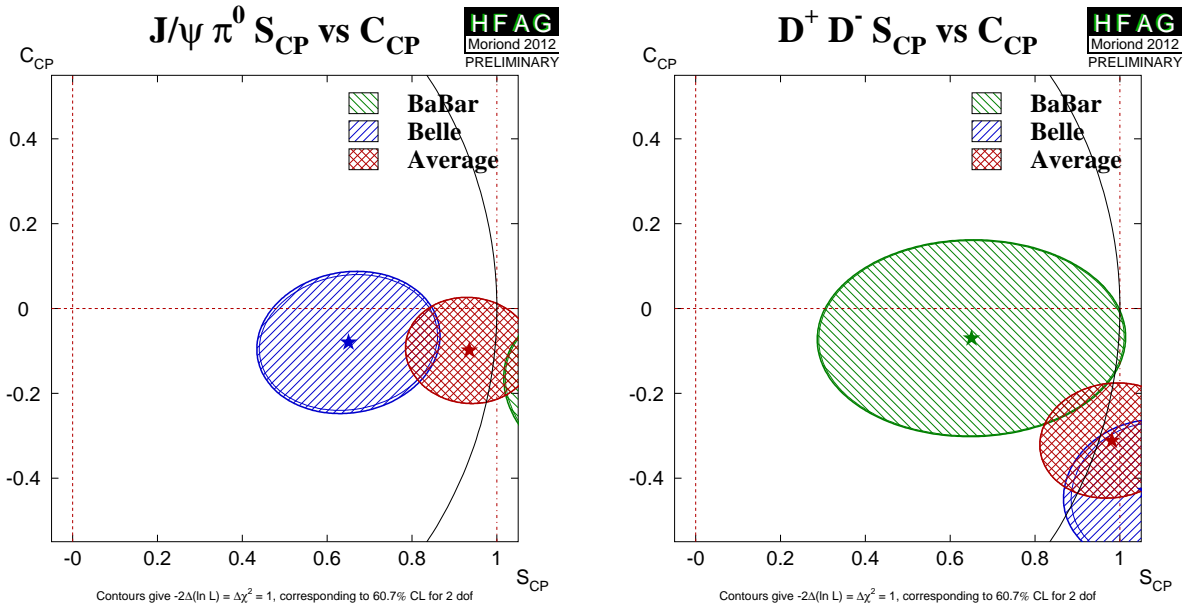 J/ψ π⁰ S_CP vs C_CP
HFAG
Moriond 2012
PRELIMINARY
C_CP
BaBar
Belle
Average
0.4
0.2
0
-0.2
-0.4
-0 0.2 0.4 0.6 0.8 1
S_CP
Contours give -2Δ(ln L) = Δχ² = 1, corresponding to 60.7% CL for 2 dof
D⁺ D⁻ S_CP vs C_CP
HFAG
Moriond 2012
PRELIMINARY
C_CP
BaBar
Belle
Average
0.4
0.2
0
-0.2
-0.4
-0 0.2 0.4 0.6 0.8 1
S_CP
Contours give -2Δ(ln L) = Δχ² = 1, corresponding to 60.7% CL for 2 dof